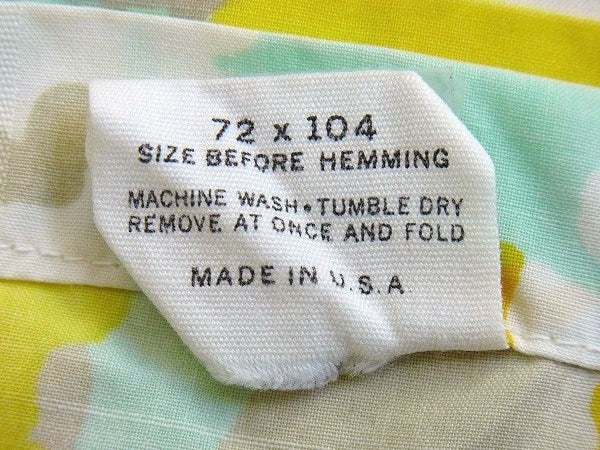 72 x 104
SIZE BEFORE HEMMING
MACHINE WASH • TUMBLE DRY
REMOVE AT ONCE AND FOLD
MADE IN U.S.A